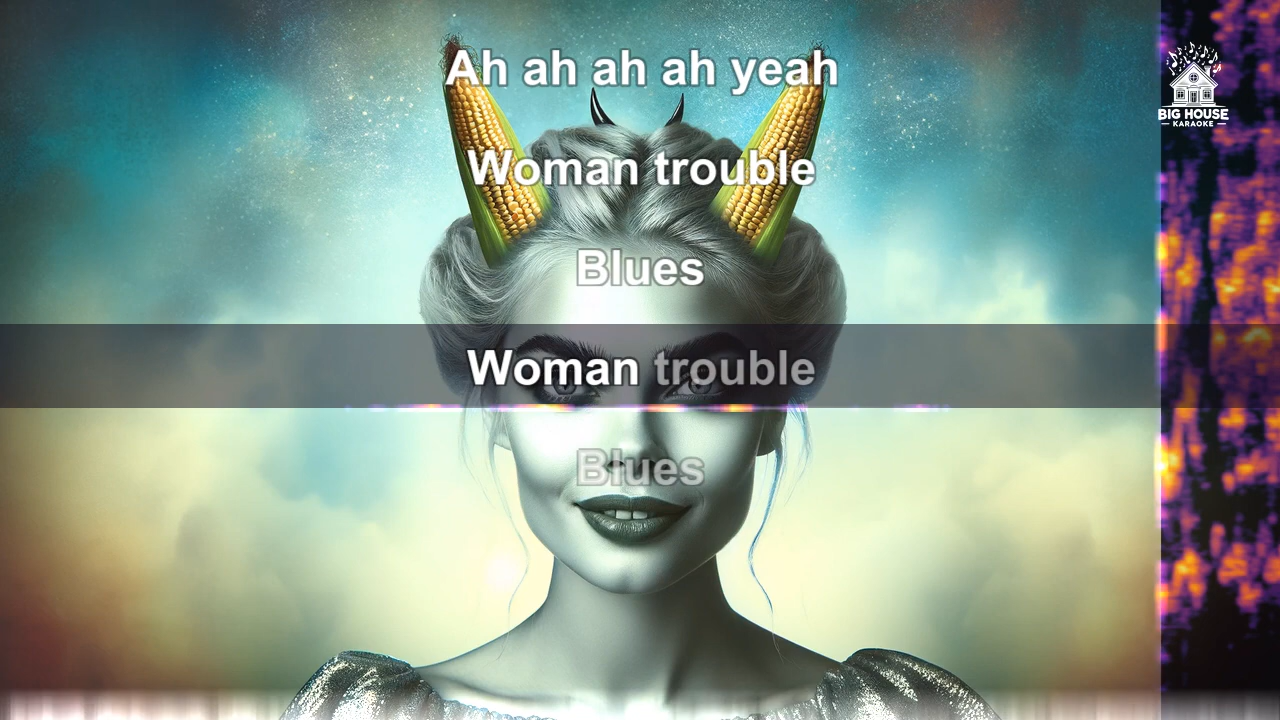 Ah ah ah ah yeah
Woman trouble
Blues
Woman trouble
Blues
BIG HOUSE
KARAOKE